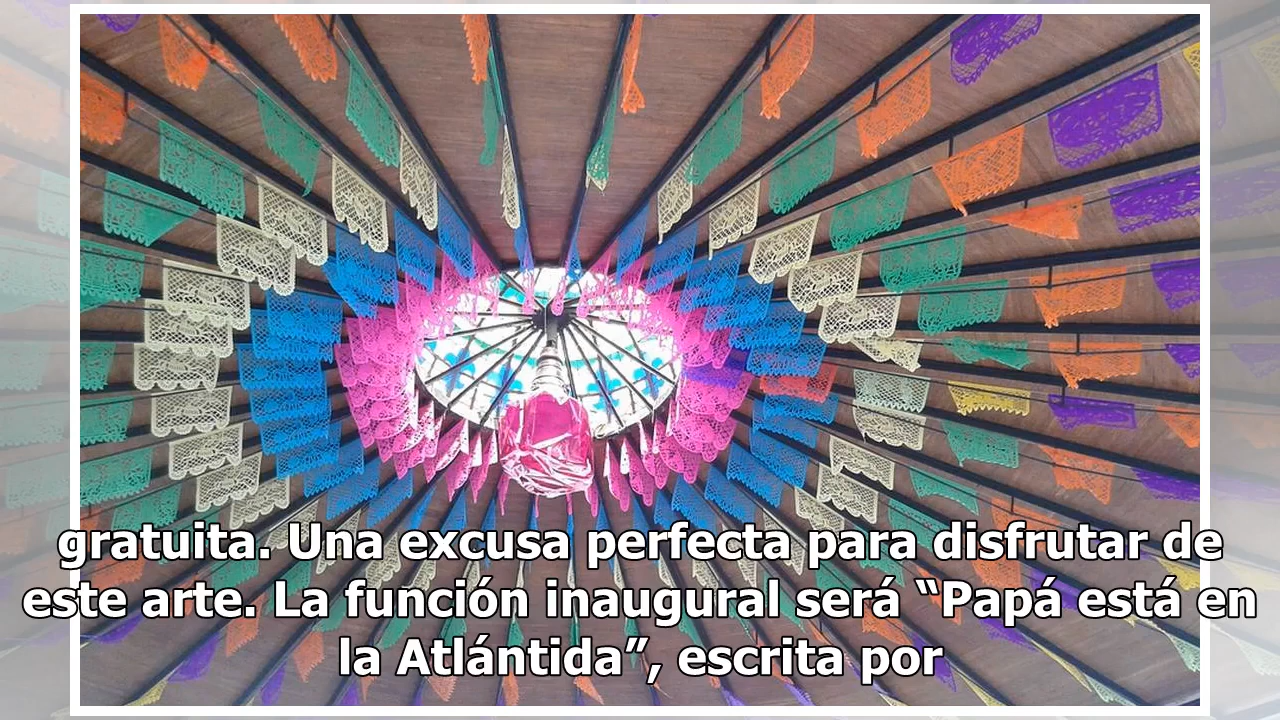 gratuita. Una excusa perfecta para disfrutar de
este arte. La función inaugural será “Papá está en
la Atlántida”, escrita por